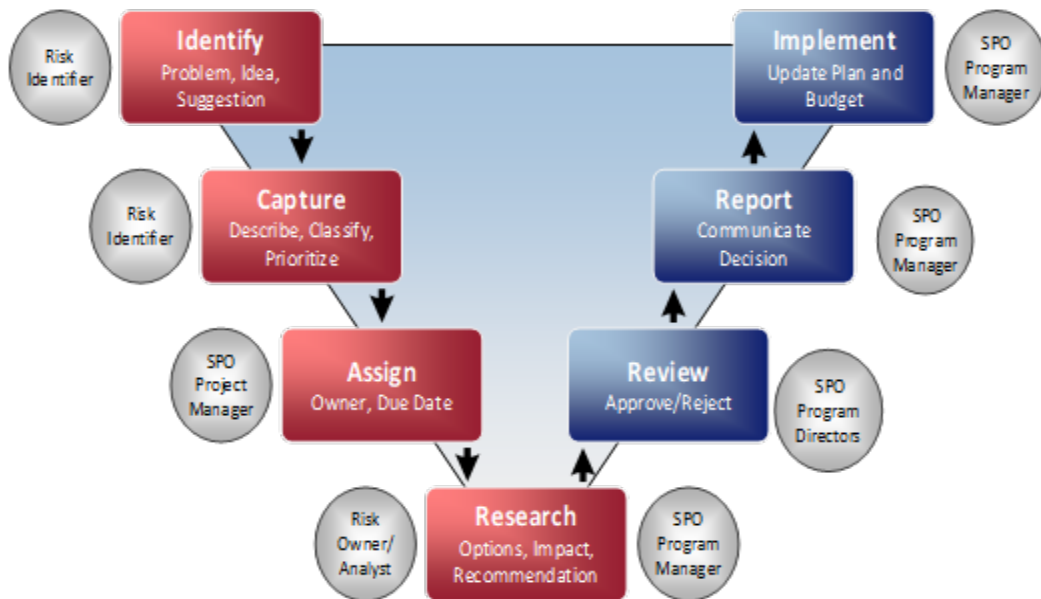 Risk
Identifier
Identify
Problem, Idea,
Suggestion
Implement
Update Plan and
Budget
SPO
Program
Manager
Risk
Identifier
Capture
Describe, Classify,
Prioritize
Report
Communicate
Decision
SPO
Program
Manager
SPO
Project
Manager
Assign
Owner, Due Date
Review
Approve/Reject
SPO
Program
Directors
Risk
Owner/
Analyst
Research
Options, Impact,
Recommendation
SPO
Program
Manager